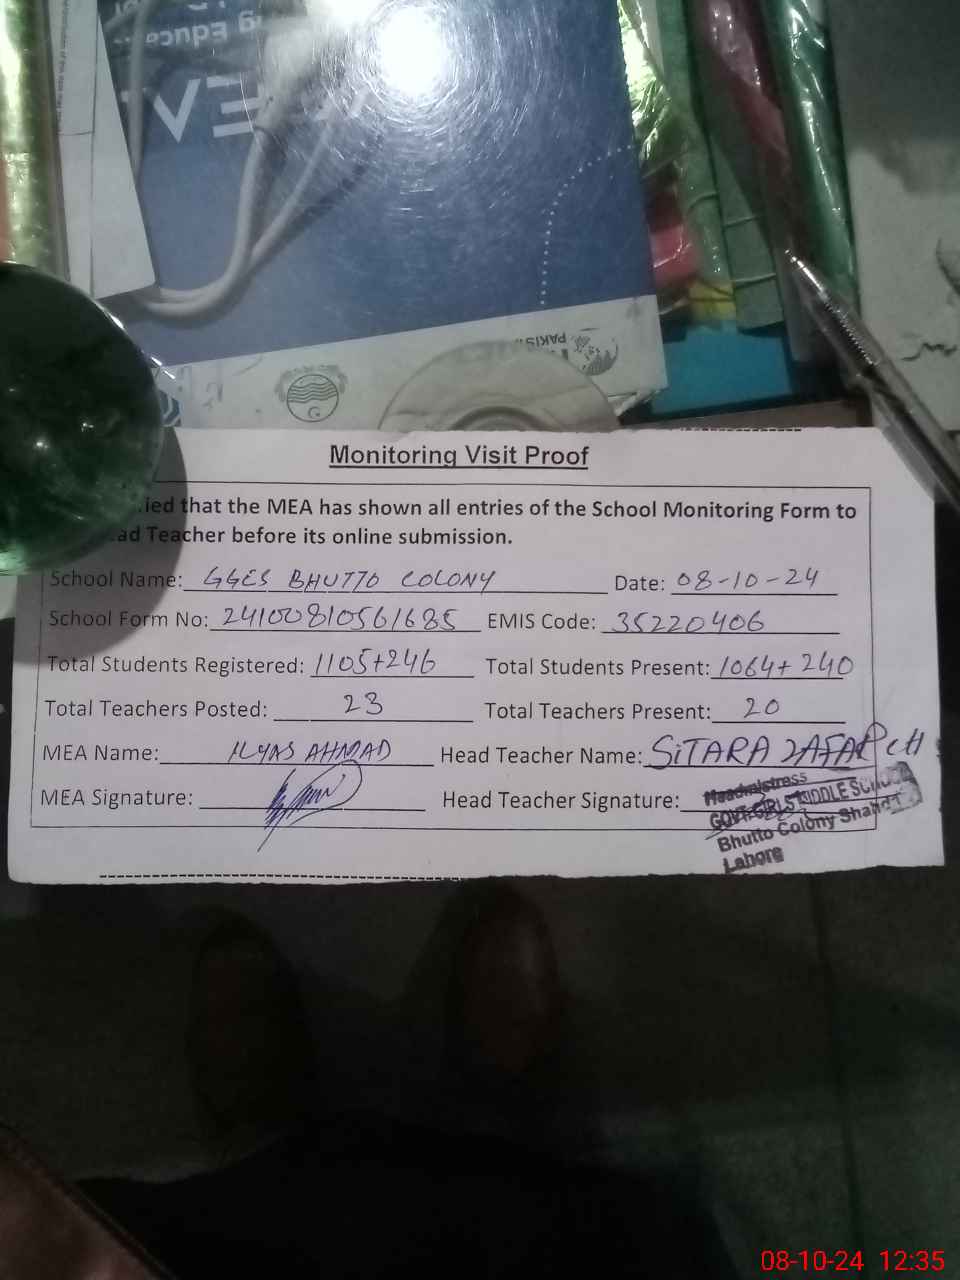 Educa
PAKIS
Monitoring Visit Proof
ied that the MEA has shown all entries of the School Monitoring Form to
ad Teacher before its online submission.
School Name: GGES BHUTTO COLONY Date: 08-10-24
School Form No: 24100810561685 EMIS Code: 35220406
Total Students Registered: 1105+246 Total Students Present: 1064+240
Total Teachers Posted: 23 Total Teachers Present: 20
MEA Name: ILYAS AHMAD Head Teacher Name: SITARA ZAFAR CH
MEA Signature: Head Teacher Signature:
Headmistress
GOVT. GIRLS MIDDLE SCHOOL
Bhutto Colony Shahd
Lahore
08-10-24 12:35